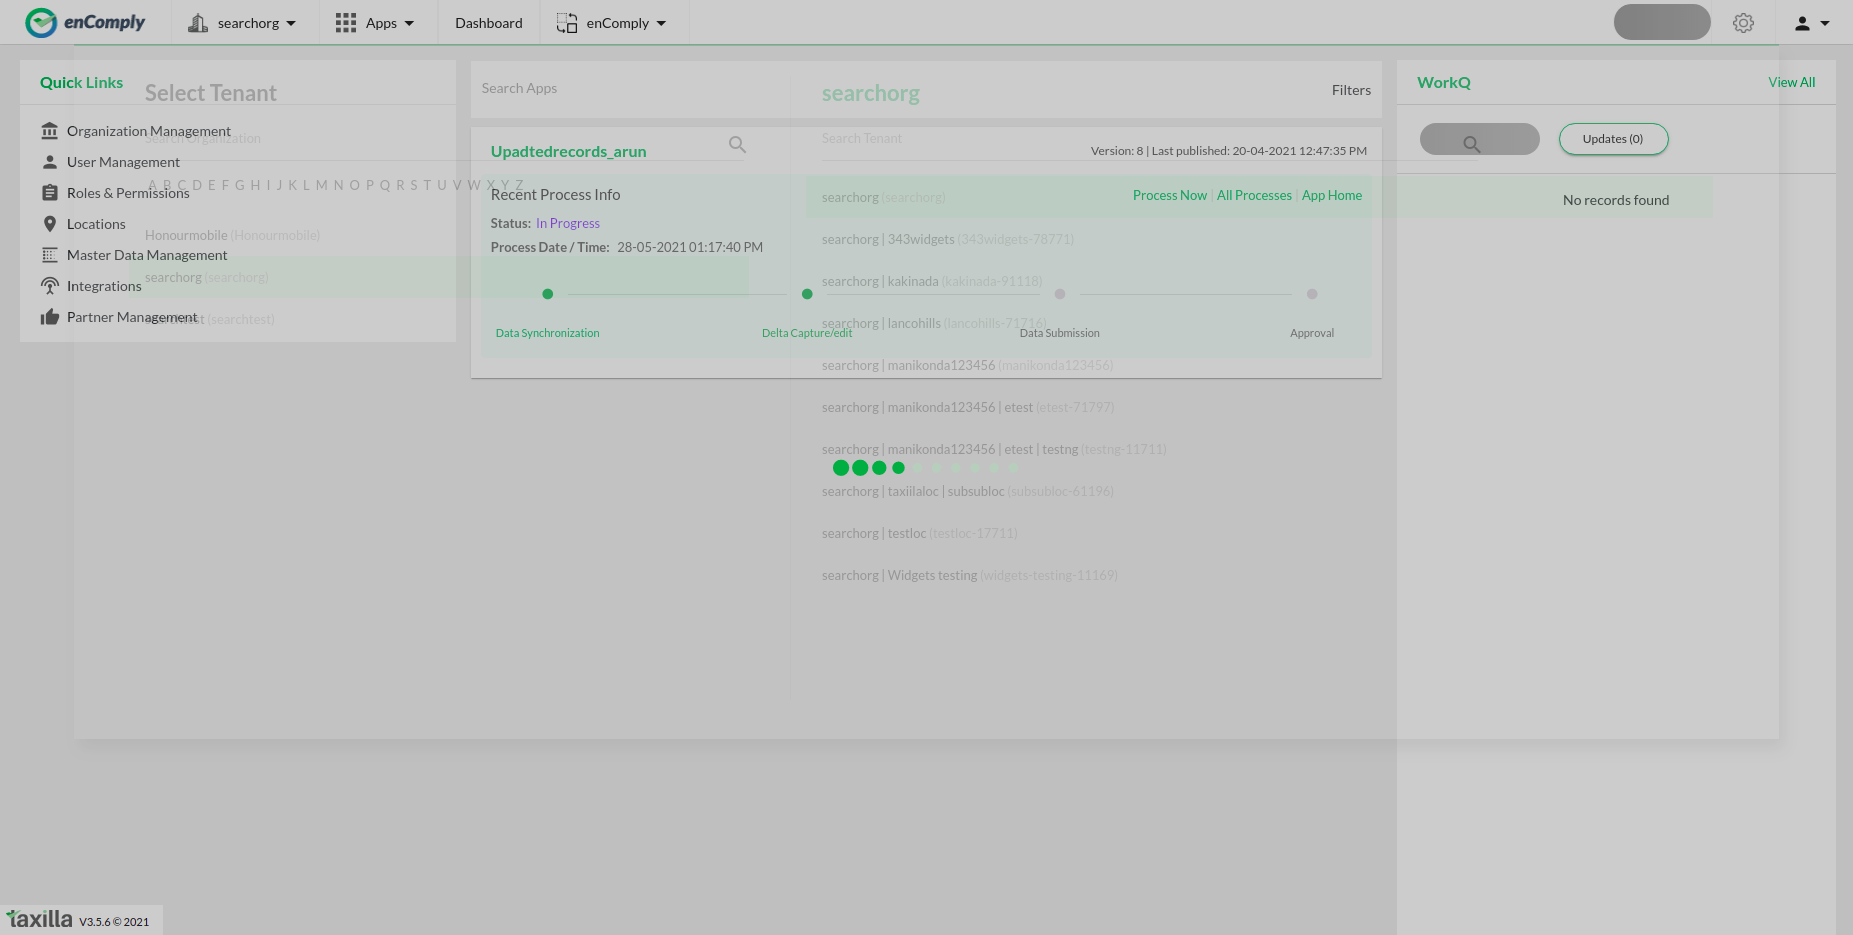 enComply
searchorg
Apps
Dashboard
enComply
Quick Links
Organization Management
User Management
Roles & Permissions
Locations
Master Data Management
Integrations
Partner Management
Select Tenant
Search Organization
A B C D E F G H I J K L M N O P Q R S T U V W X Y Z
Honourmobile (Honourmobile)
searchorg (searchorg)
searchtest (searchtest)
Search Apps
Filters
Upadtedrecords_arun
Version: 8 | Last published: 20-04-2021 12:47:35 PM
Recent Process Info
Process Now | All Processes | App Home
Status: In Progress
Process Date / Time: 28-05-2021 01:17:40 PM
Data Synchronization
Delta Capture/edit
Data Submission
Approval
searchorg
Search Tenant
searchorg (searchorg)
searchorg | 343widgets (343widgets-78771)
searchorg | kakinada (kakinada-91118)
searchorg | lancohills (lancohills-71716)
searchorg | manikonda123456 (manikonda123456)
searchorg | manikonda123456 | etest (etest-71797)
searchorg | manikonda123456 | etest | testng (testng-11711)
searchorg | taxiilaloc | subsubloc (subsubloc-61196)
searchorg | testloc (testloc-17711)
searchorg | Widgets testing (widgets-testing-11169)
WorkQ
View All
Updates (0)
No records found
taxilla V3.5.6 © 2021